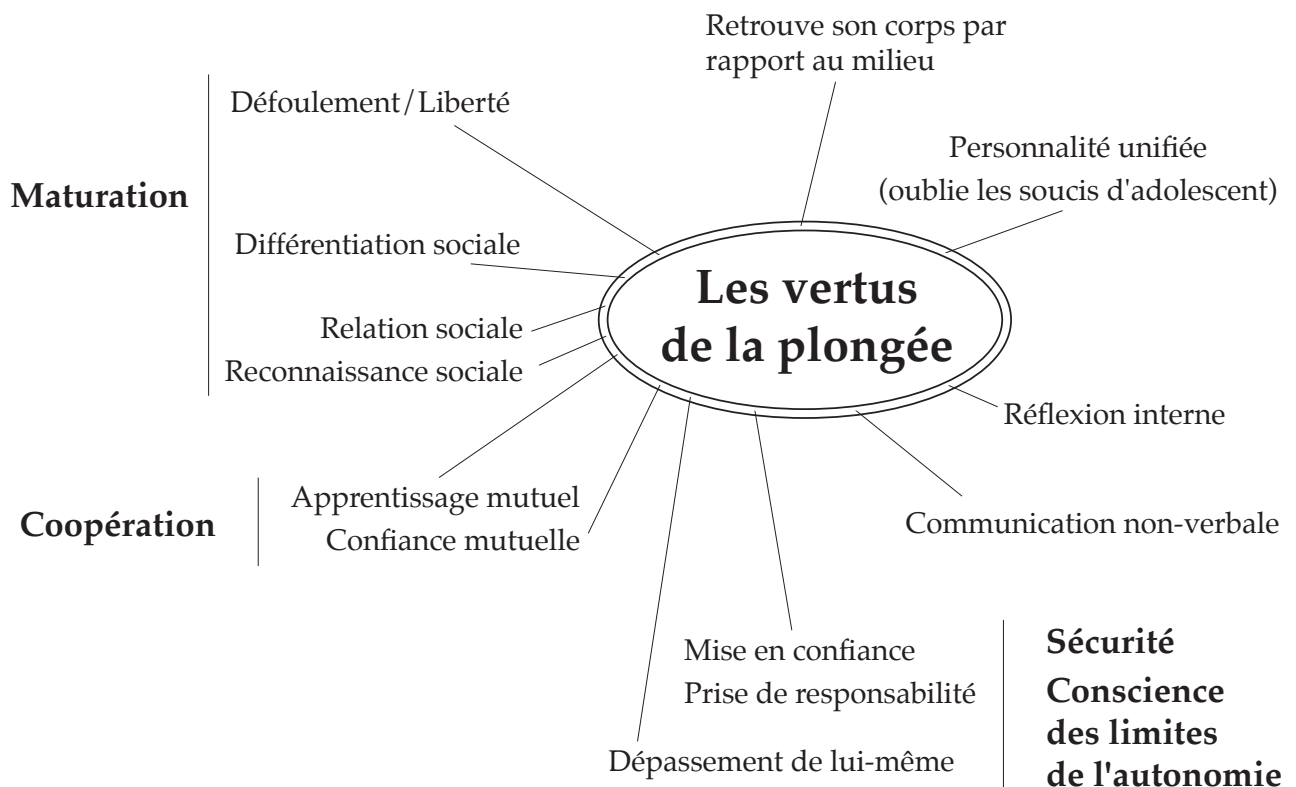 Retrouve son corps par
rapport au milieu
Défoulement/Liberté
Personnalité unifiée
(oublie les soucis d'adolescent)
Maturation
Différentiation sociale
Les vertus
de la plongée
Relation sociale
Reconnaissance sociale
Réflexion interne
Apprentissage mutuel
Coopération
Confiance mutuelle
Communication non-verbale
Mise en confiance
Prise de responsabilité
Dépassement de lui-même
Sécurité
Conscience
des limites
de l'autonomie